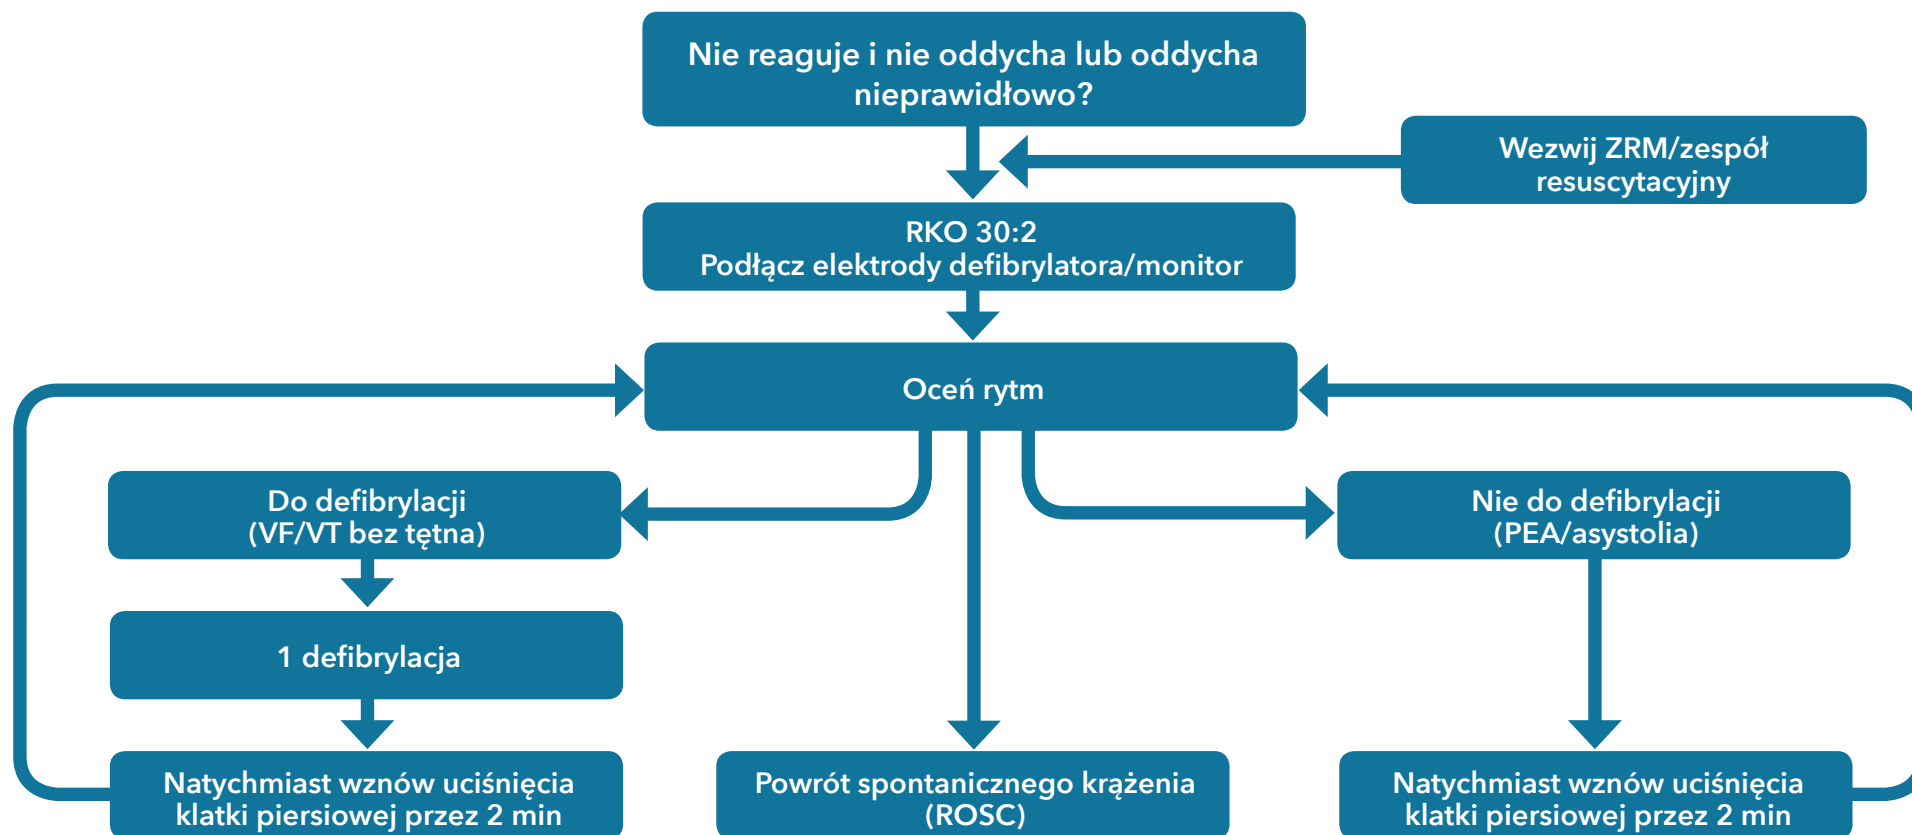 Nie reaguje i nie oddycha lub oddycha
nieprawidłowo?
Wezwij ZRM/zespół
resuscytacyjny
RKO 30:2
Podłącz elektrody defibrylatora/monitor
Oceń rytm
Do defibrylacji
(VF/VT bez tętna)
Nie do defibrylacji
(PEA/asystolia)
1 defibrylacja
Natychmiast wznów uciśnięcia
klatki piersiowej przez 2 min
Powrót spontanicznego krążenia
(ROSC)
Natychmiast wznów uciśnięcia
klatki piersiowej przez 2 min